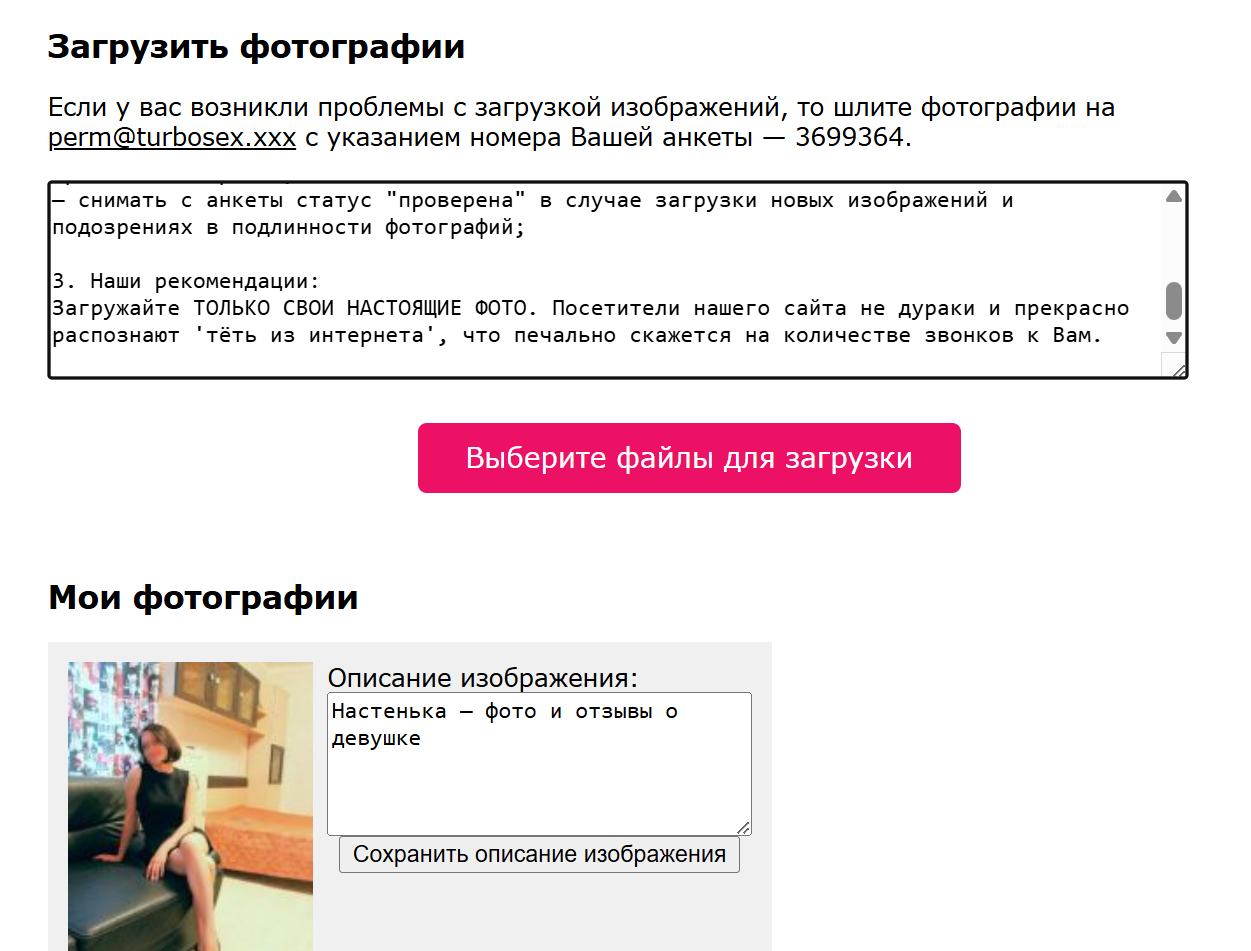 Загрузить фотографии
Если у вас возникли проблемы с загрузкой изображений, то шлите фотографии на
perm@turbosex.xxx с указанием номера Вашей анкеты — 3699364.
— снимать с анкеты статус "проверена" в случае загрузки новых изображений и
подозрениях в подлинности фотографий;
3. Наши рекомендации:
Загружайте ТОЛЬКО СВОИ НАСТОЯЩИЕ ФОТО. Посетители нашего сайта не дураки и прекрасно
распознают 'тёть из интернета', что печально скажется на количестве звонков к Вам.
Выберите файлы для загрузки
Мои фотографии
Описание изображения:
Настенька — фото и отзывы о
девушке
Сохранить описание изображения